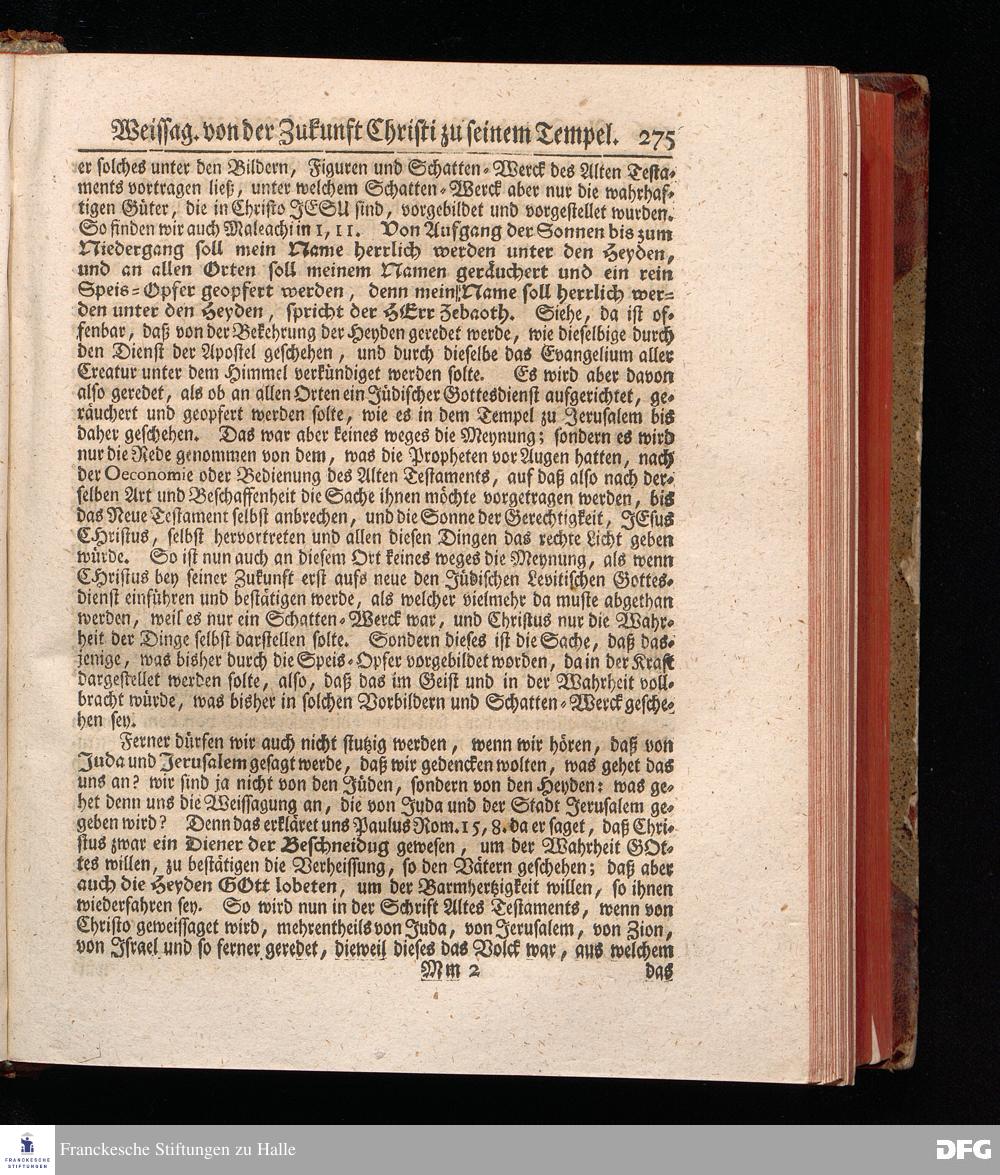 Weissag. von der Zukunft Christi zu seinem Tempel. 275
er solches unter den Bildern, Figuren und Schatten-Werck des Alten Testa-
ments vortragen ließ, unter welchem Schatten-Werck aber nur die wahrhaf-
tigen Güter, die in Christo JESU sind, vorgebildet und vorgestellet wurden.
So finden wir auch Maleachi in 1, 11. Von Aufgang der Sonnen bis zum
Niedergang soll mein Name herrlich werden unter den Heyden,
und an allen Orten soll meinem Namen geräuchert und ein rein
Speis-Opfer geopfert werden, denn mein Name soll herrlich wer-
den unter den Heyden, spricht der HErr Zebaoth. Siehe, da ist of-
fenbar, daß von der Bekehrung der Heyden geredet werde, wie dieselbige durch
den Dienst der Apostel geschehen, und durch dieselbe das Evangelium aller
Creatur unter dem Himmel verkündiget werden solte. Es wird aber davon
also geredet, als ob an allen Orten ein Jüdischer Gottesdienst aufgerichtet, ge-
räuchert und geopfert werden solte, wie es in dem Tempel zu Jerusalem bis
daher geschehen. Das war aber keines weges die Meynung; sondern es wird
nur die Rede genommen von dem, was die Propheten vor Augen hatten, nach
der Oeconomie oder Bedienung des Alten Testaments, auf daß also nach der-
selben Art und Beschaffenheit die Sache ihnen möchte vorgetragen werden, bis
das Neue Testament selbst anbrechen, und die Sonne der Gerechtigkeit, JEsus
CHristus, selbst hervortreten und allen diesen Dingen das rechte Licht geben
würde. So ist nun auch an diesem Ort keines weges die Meynung, als wenn
CHristus bey seiner Zukunft erst aufs neue den Jüdischen Levitischen Gottes-
dienst einführen und bestätigen werde, als welcher vielmehr da muste abgethan
werden, weil es nur ein Schatten-Werck war, und Christus nur die Wahr-
heit der Dinge selbst darstellen solte. Sondern dieses ist die Sache, daß das-
jenige, was bisher durch die Speis-Opfer vorgebildet worden, da in der Kraft
dargestellet werden solte, also, daß das im Geist und in der Wahrheit voll-
bracht würde, was bisher in solchen Vorbildern und Schatten-Werck gesche-
hen sey.
Ferner dürfen wir auch nicht stutzig werden, wenn wir hören, daß von
Juda und Jerusalem gesagt werde, daß wir gedencken wolten, was gehet das
uns an? wir sind ja nicht von den Jüden, sondern von den Heyden: was ge-
het denn uns die Weissagung an, die von Juda und der Stadt Jerusalem ge-
geben wird? Denn das erkläret uns Paulus Rom. 15, 8. da er saget, daß Chri-
stus zwar ein Diener der Beschneidug gewesen, um der Wahrheit GOt-
tes willen, zu bestätigen die Verheissung, so den Vätern geschehen; daß aber
auch die Heyden GOtt lobeten, um der Barmhertzigkeit willen, so ihnen
wiederfahren sey. So wird nun in der Schrift Altes Testaments, wenn von
Christo geweissaget wird, mehrentheils von Juda, von Jerusalem, von Zion,
von Israel und so ferner geredet, dieweil dieses das Volck war, aus welchem
Mm 2 das
FRANCKESCHE
STIFTUNGEN
Franckesche Stiftungen zu Halle
DFG